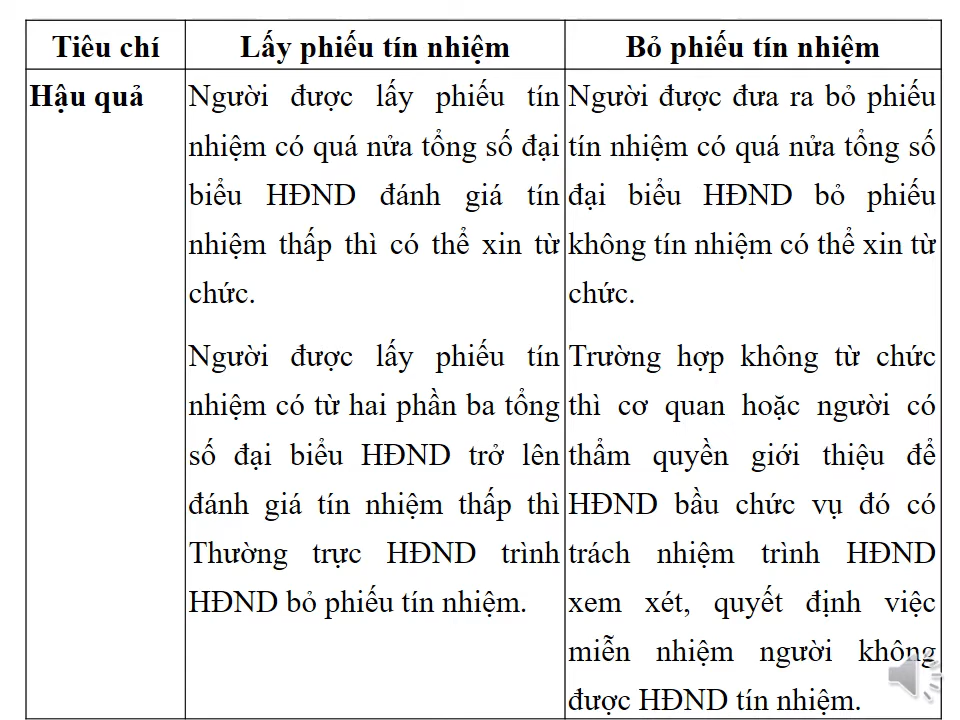 Tiêu chí
Lấy phiếu tín nhiệm
Bỏ phiếu tín nhiệm
Hậu quả
Người được lấy phiếu tín
nhiệm có quá nửa tổng số đại
biểu HĐND đánh giá tín
nhiệm thấp thì có thể xin từ
chức.
Người được lấy phiếu tín
nhiệm có từ hai phần ba tổng
số đại biểu HĐND trở lên
đánh giá tín nhiệm thấp thì
Thường trực HĐND trình
HĐND bỏ phiếu tín nhiệm.
Người được đưa ra bỏ phiếu
tín nhiệm có quá nửa tổng số
đại biểu HĐND bỏ phiếu
không tín nhiệm có thể xin từ
chức.
Trường hợp không từ chức
thì cơ quan hoặc người có
thẩm quyền giới thiệu để
HĐND bầu chức vụ đó có
trách nhiệm trình HĐND
xem xét, quyết định việc
miễn nhiệm người không
được HĐND tín nhiệm.